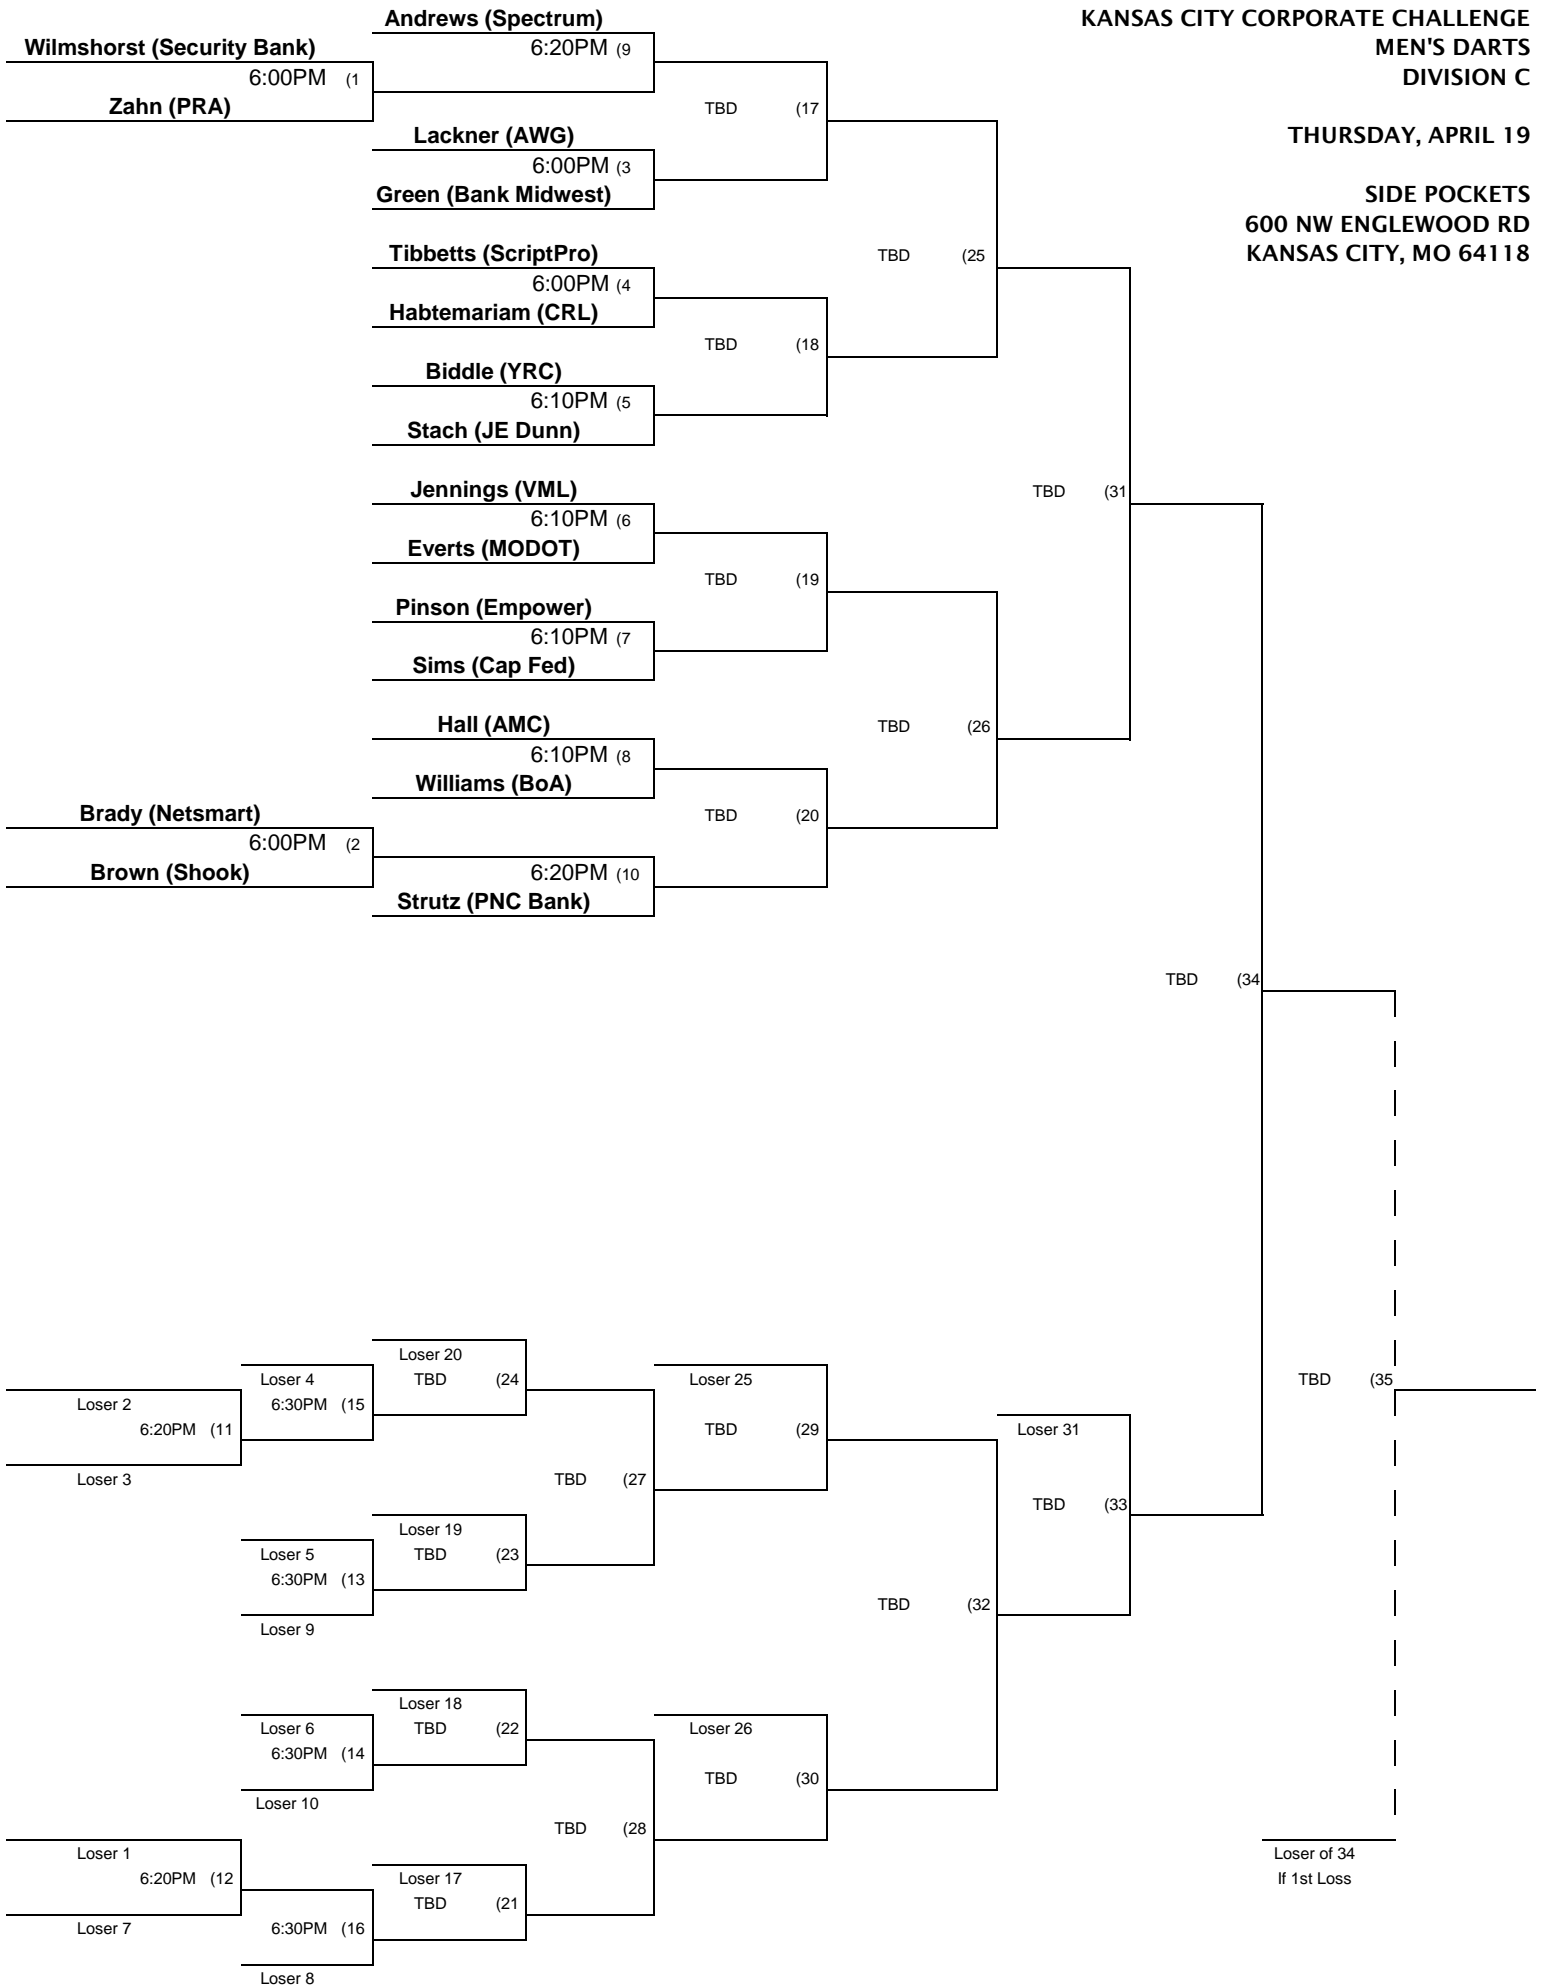 KANSAS CITY CORPORATE CHALLENGE
MEN'S DARTS
DIVISION C
THURSDAY, APRIL 19
SIDE POCKETS
600 NW ENGLEWOOD RD
KANSAS CITY, MO 64118
Andrews (Spectrum)
6:20PM (9
Wilmshorst (Security Bank)
6:00PM (1
Zahn (PRA)
TBD (17
Lackner (AWG)
6:00PM (3
Green (Bank Midwest)
Tibbetts (ScriptPro)
TBD (25
6:00PM (4
Habtemariam (CRL)
TBD (18
Biddle (YRC)
6:10PM (5
Stach (JE Dunn)
Jennings (VML)
TBD (31
6:10PM (6
Everts (MODOT)
TBD (19
Pinson (Empower)
6:10PM (7
Sims (Cap Fed)
Hall (AMC)
TBD (26
6:10PM (8
Williams (BoA)
Brady (Netsmart)
TBD (20
6:00PM (2
Brown (Shook)
6:20PM (10
Strutz (PNC Bank)
TBD (34
Loser 20
TBD (24
Loser 4
6:30PM (15
Loser 2
6:20PM (11
Loser 3
Loser 25
TBD (29
TBD (35
Loser 31
TBD (27
TBD (33
Loser 19
TBD (23
Loser 5
6:30PM (13
Loser 9
TBD (32
Loser 18
TBD (22
Loser 6
6:30PM (14
Loser 10
Loser 26
TBD (30
TBD (28
Loser 1
6:20PM (12
Loser 7
Loser 17
TBD (21
6:30PM (16
Loser 8
Loser of 34
If 1st Loss